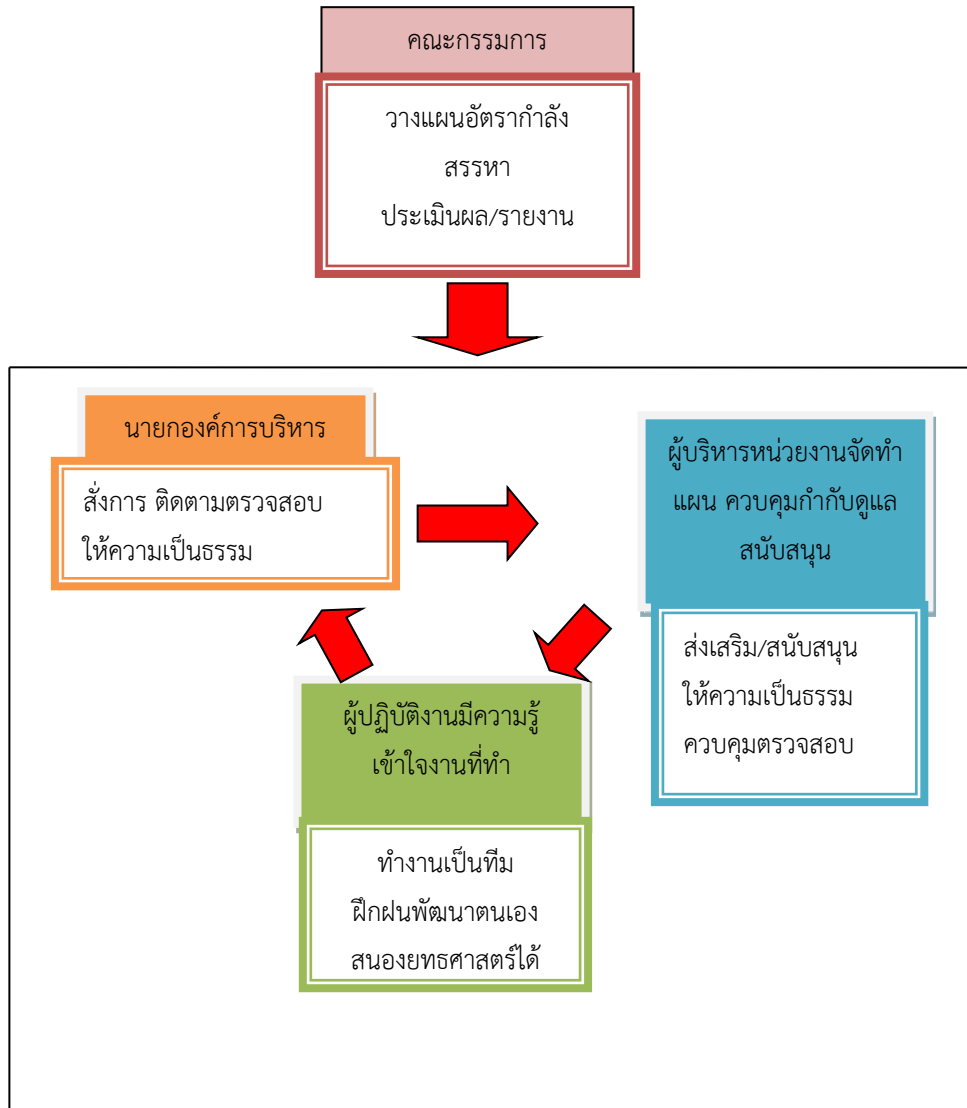 คณะกรรมการ
วางแผนอัตรากำลัง
สรรหา
ประเมินผล/รายงาน
นายกองค์การบริหาร
สั่งการ ติดตามตรวจสอบ
ให้ความเป็นธรรม
ผู้บริหารหน่วยงานจัดทำ
แผน ควบคุมกำกับดูแล
สนับสนุน
ส่งเสริม/สนับสนุน
ให้ความเป็นธรรม
ควบคุมตรวจสอบ
ผู้ปฏิบัติงานมีความรู้
เข้าใจงานที่ทำ
ทำงานเป็นทีม
ฝึกฝนพัฒนาตนเอง
สนองยทธศาสตร์ได้